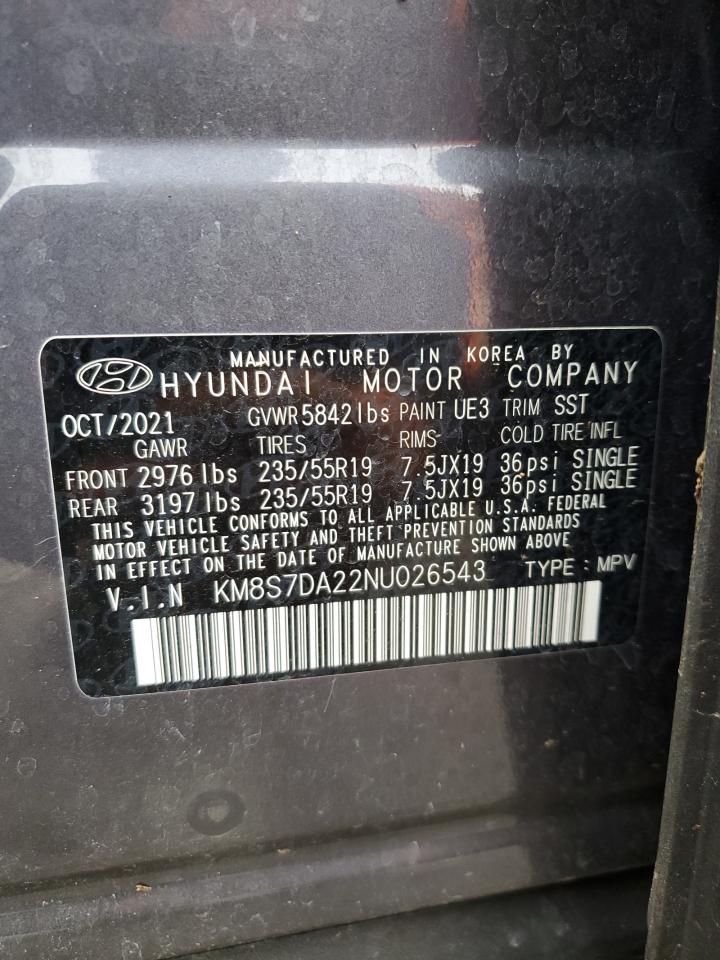 MANUFACTURED IN KOREA BY
HYUNDAI MOTOR COMPANY
OCT/2021 GVWR 5842 lbs PAINT UE3 TRIM SST
GAWR TIRES RIMS COLD TIRE INFL
FRONT 2976 lbs 235/55R19 7.5JX19 36psi SINGLE
REAR 3197 lbs 235/55R19 7.5JX19 36psi SINGLE
THIS VEHICLE CONFORMS TO ALL APPLICABLE U.S.A. FEDERAL
MOTOR VEHICLE SAFETY AND THEFT PREVENTION STANDARDS
IN EFFECT ON THE DATE OF MANUFACTURE SHOWN ABOVE
V.I.N KM8S7DA22NU026543 TYPE: MPV